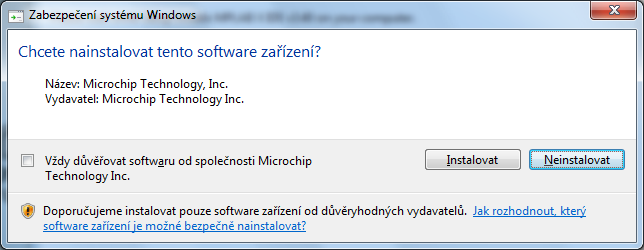 Zabezpečení systému Windows
Chcete nainstalovat tento software zařízení?
Název: Microchip Technology, Inc.
Vydavatel: Microchip Technology Inc.
Vždy důvěřovat softwaru od společnosti Microchip
Technology Inc.
Instalovat
Neinstalovat
Doporučujeme instalovat pouze software zařízení od důvěryhodných vydavatelů. Jak rozhodnout, který
software zařízení je možné bezpečně nainstalovat?